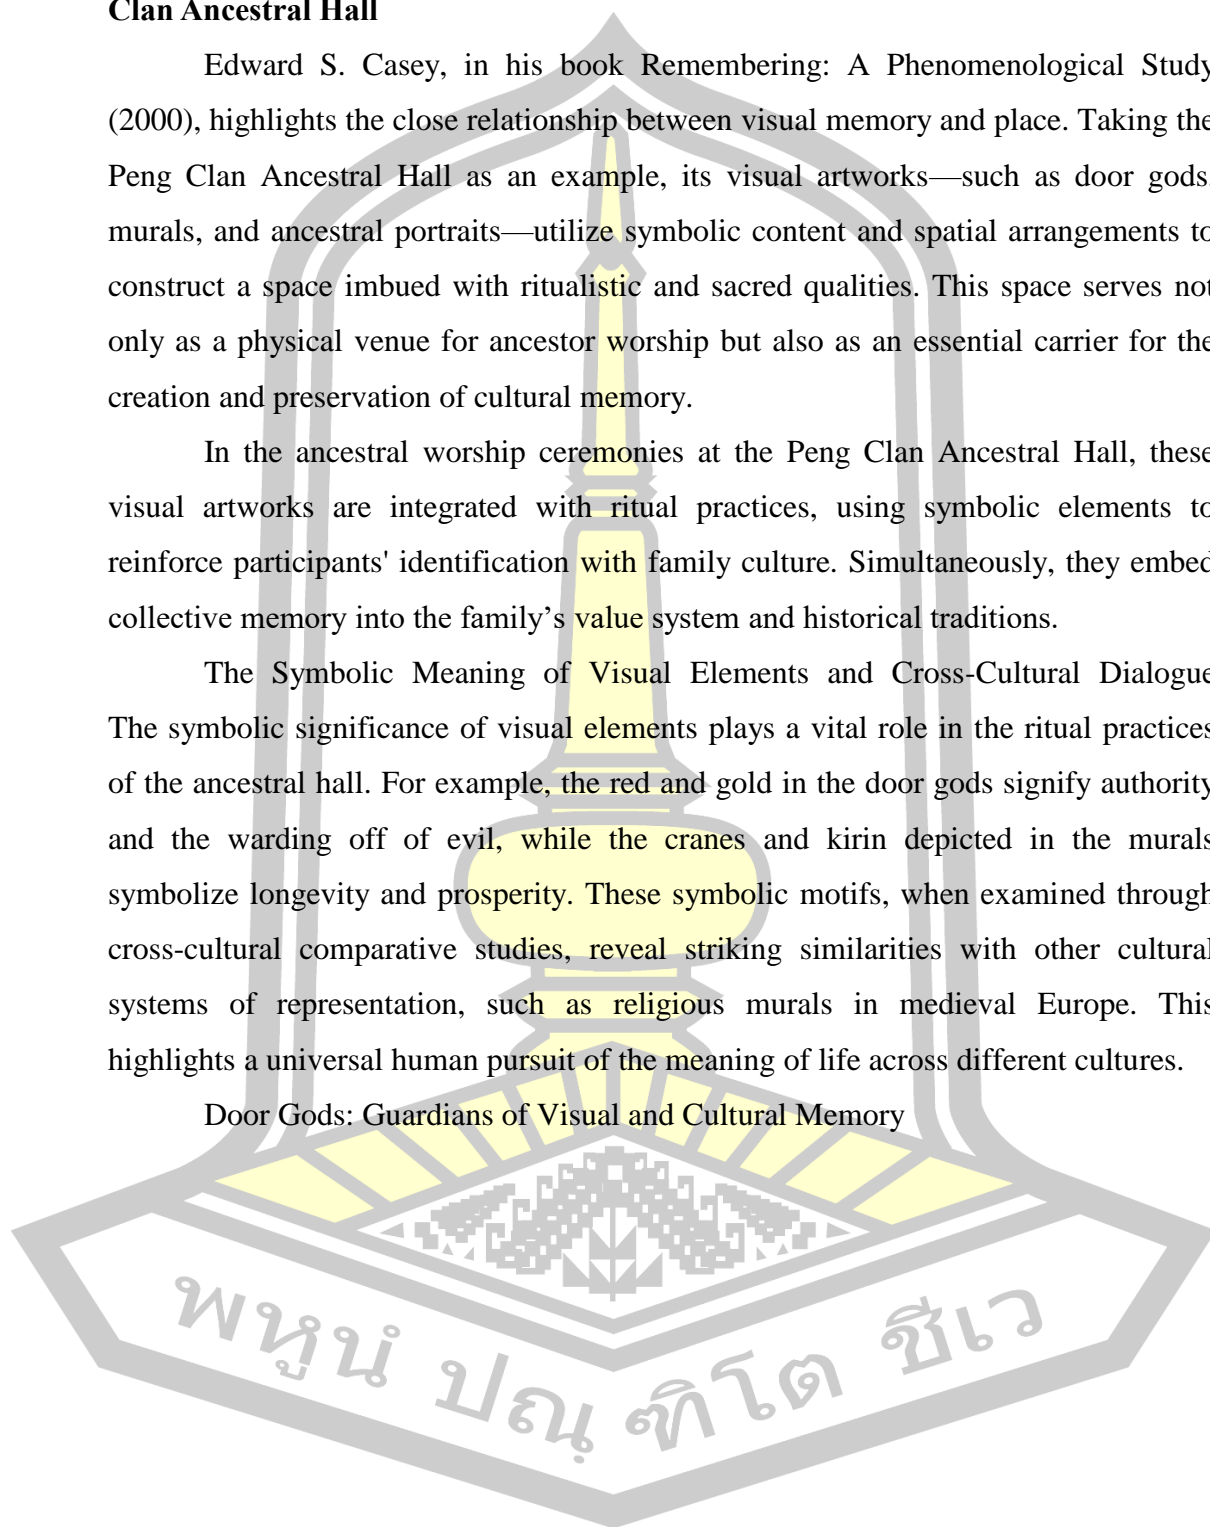 Clan Ancestral Hall
Edward S. Casey, in his book Remembering: A Phenomenological Study
(2000), highlights the close relationship between visual memory and place. Taking the
Peng Clan Ancestral Hall as an example, its visual artworks—such as door gods,
murals, and ancestral portraits—utilize symbolic content and spatial arrangements to
construct a space imbued with ritualistic and sacred qualities. This space serves not
only as a physical venue for ancestor worship but also as an essential carrier for the
creation and preservation of cultural memory.
In the ancestral worship ceremonies at the Peng Clan Ancestral Hall, these
visual artworks are integrated with ritual practices, using symbolic elements to
reinforce participants' identification with family culture. Simultaneously, they embed
collective memory into the family’s value system and historical traditions.
The Symbolic Meaning of Visual Elements and Cross-Cultural Dialogue
The symbolic significance of visual elements plays a vital role in the ritual practices
of the ancestral hall. For example, the red and gold in the door gods signify authority
and the warding off of evil, while the cranes and kirin depicted in the murals
symbolize longevity and prosperity. These symbolic motifs, when examined through
cross-cultural comparative studies, reveal striking similarities with other cultural
systems of representation, such as religious murals in medieval Europe. This
highlights a universal human pursuit of the meaning of life across different cultures.
Door Gods: Guardians of Visual and Cultural Memory
พหูนํ ปณฺฑิโต ชีเว